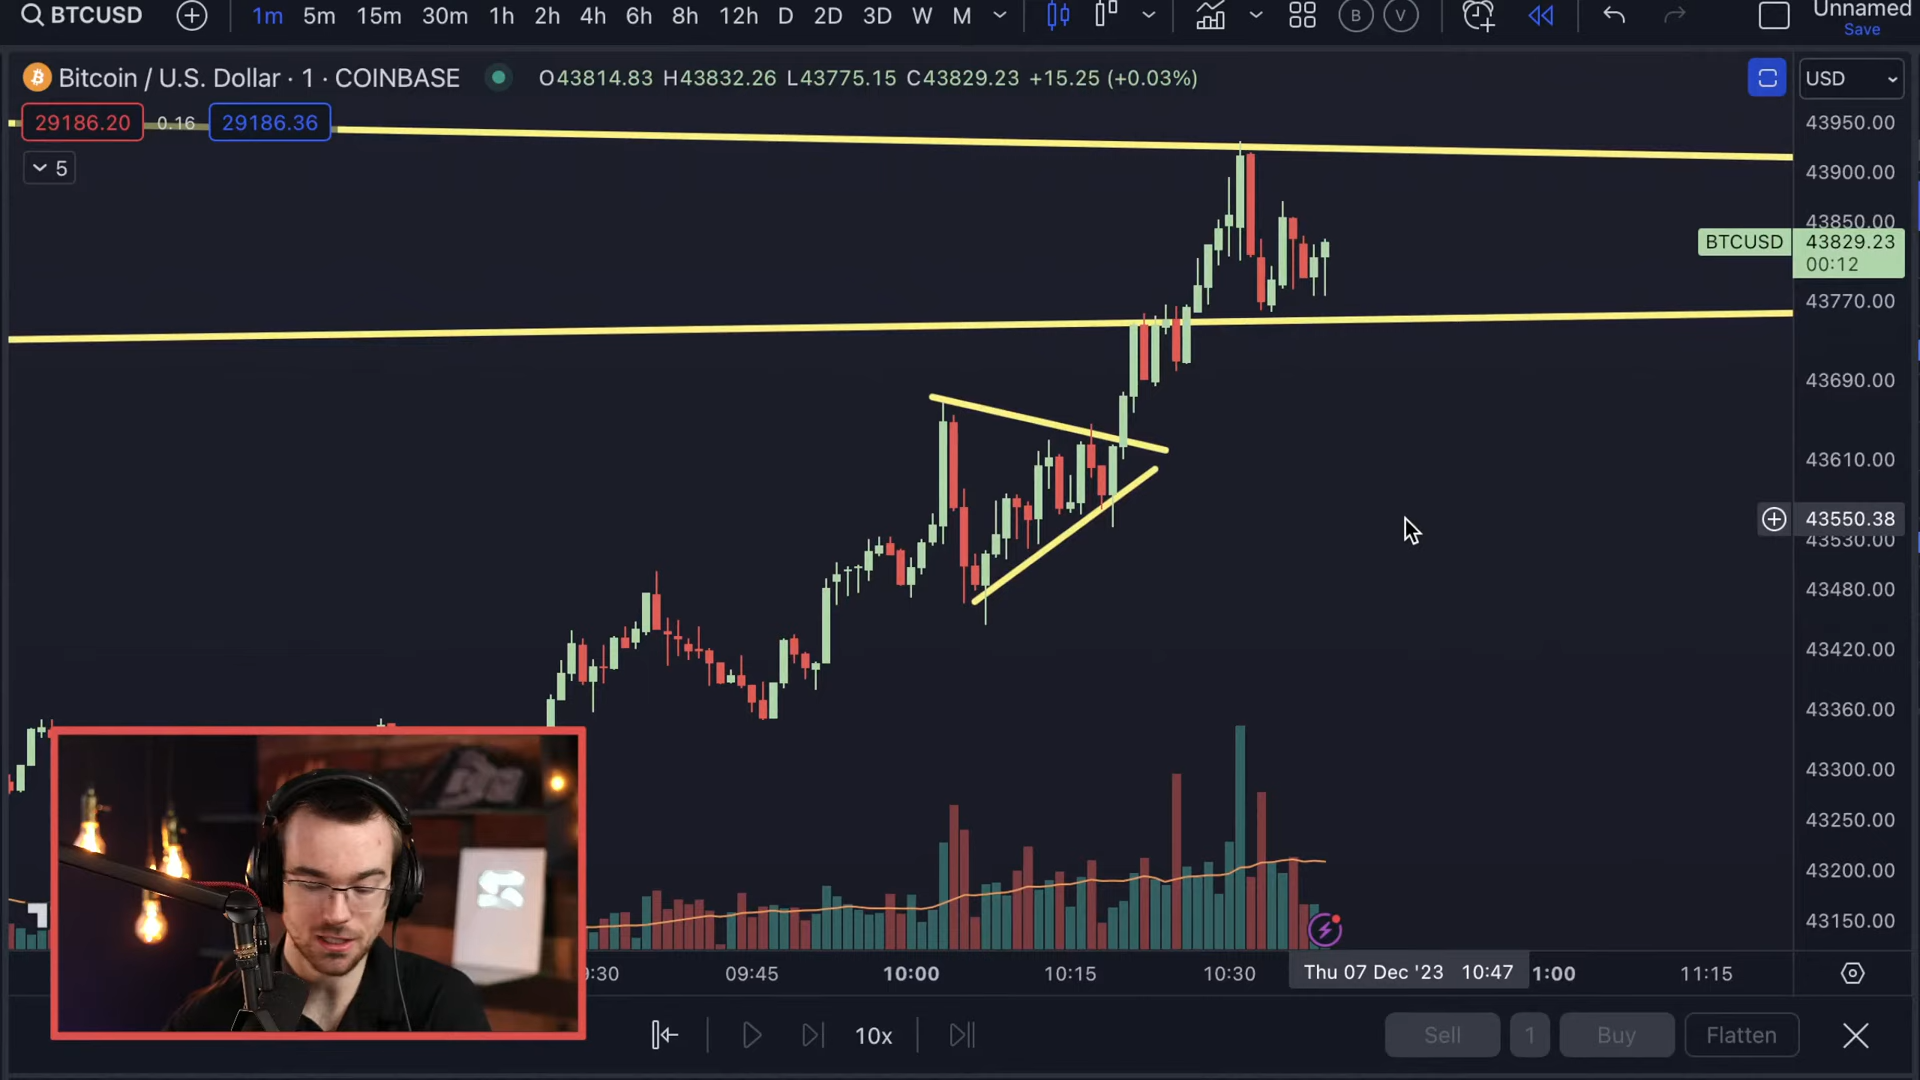 BTCUSD 1m 5m 15m 30m 1h 2h 4h 6h 8h 12h D 2D 3D W M B V Unnamed
Save
Bitcoin / U.S. Dollar · 1 · COINBASE O43814.83 H43832.26 L43775.15 C43829.23 +15.25 (+0.03%) USD
29186.20 0.16 29186.36
5
43950.00
43900.00
43850.00
BTCUSD 43829.23
00:12
43770.00
43690.00
43610.00
43550.38
43530.00
43480.00
43420.00
43360.00
43300.00
43250.00
43200.00
43150.00
:30 09:45 10:00 10:15 10:30 Thu 07 Dec '23 10:47 1:00 11:15
10x Sell 1 Buy Flatten